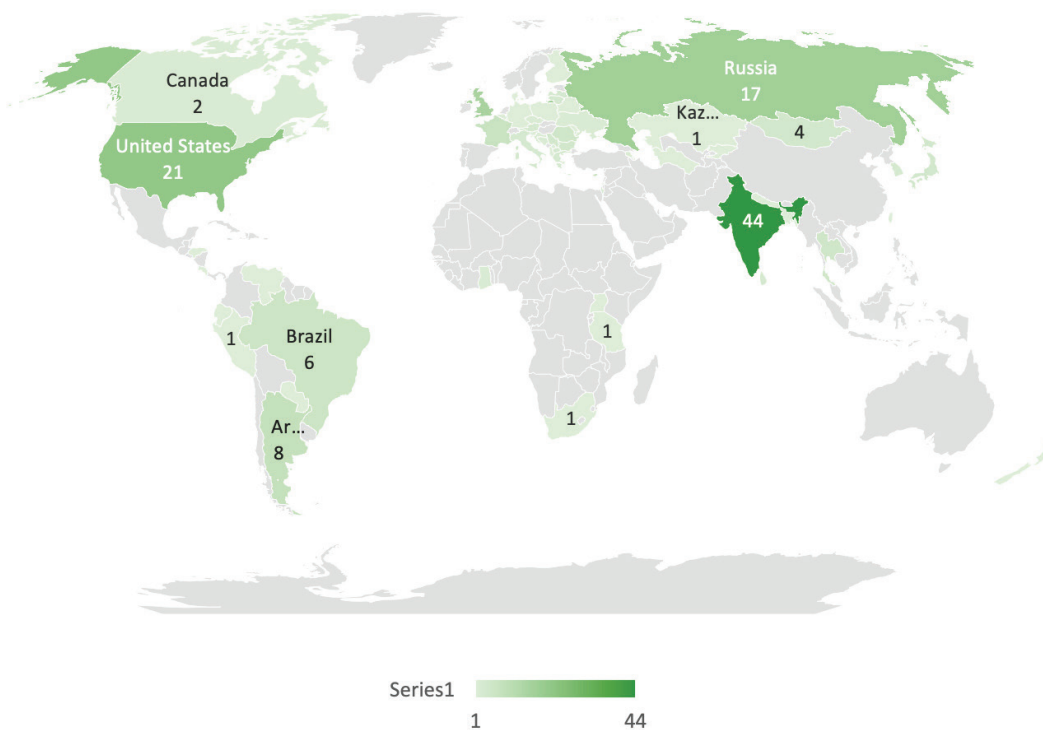 Canada
2
United States
21
Russia
17
Kaz...
1
4
44
1
Brazil
6
1
1
Ar...
8
Series1
1
44